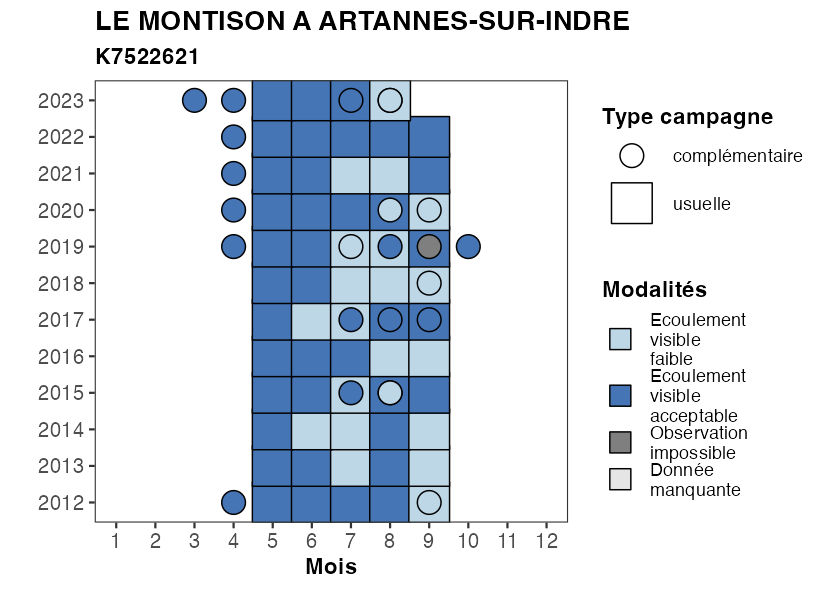 LE MONTISON A ARTANNES-SUR-INDRE
K7522621
2023
2022
2021
2020
2019
2018
2017
2016
2015
2014
2013
2012
1 2 3 4 5 6 7 8 9 10 11 12
Mois
Type campagne
complémentaire
usuelle
Modalités
Ecoulement
visible
faible
Ecoulement
visible
acceptable
Observation
impossible
Donnée
manquante